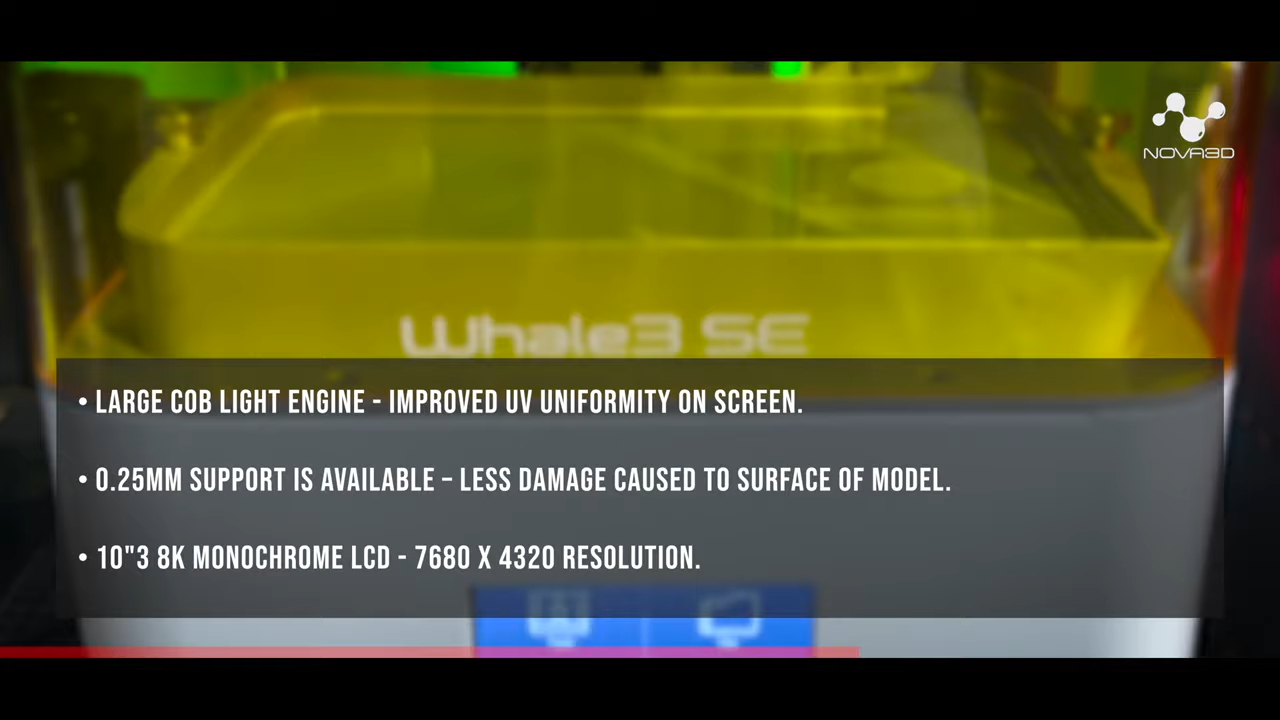 NOVA3D
Whale3 SE
• LARGE COB LIGHT ENGINE - IMPROVED UV UNIFORMITY ON SCREEN.
• 0.25MM SUPPORT IS AVAILABLE – LESS DAMAGE CAUSED TO SURFACE OF MODEL.
• 10"3 8K MONOCHROME LCD - 7680 X 4320 RESOLUTION.